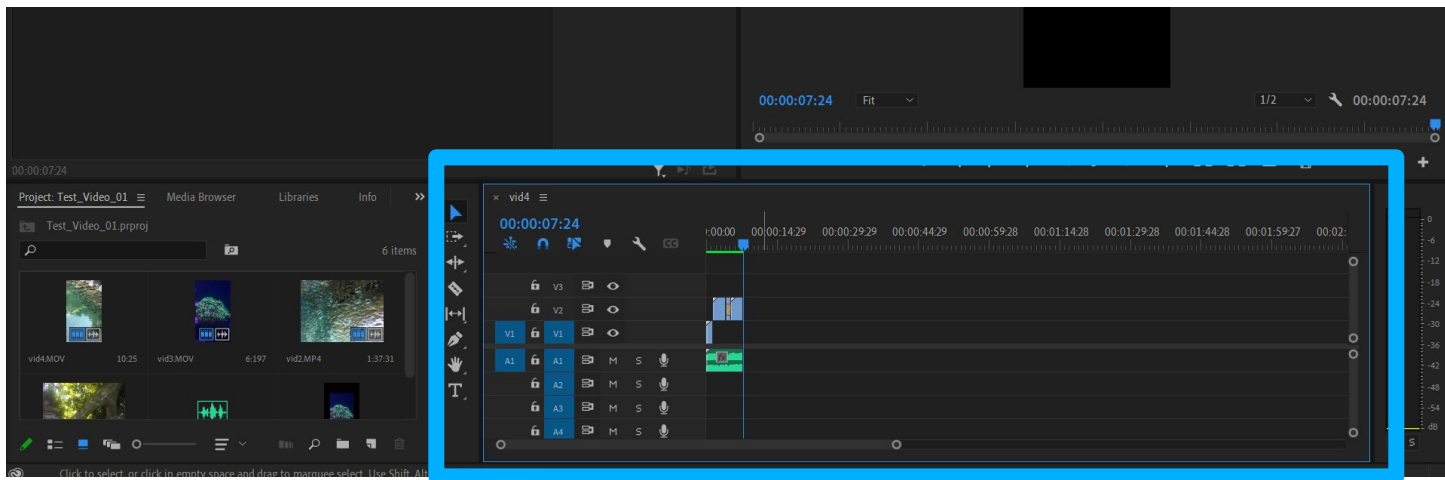 00:00:07:24 Fit 1/2 00:00:07:24
00:00:07:24
Project: Test_Video_01 Media Browser Libraries Info
Test_Video_01.prproj
6 items
vid4.MOV 10:25 vid3.MOV 6:197 vid2.MP4 1:37:31
Click to select, or click in empty space and drag to marquee select. Use Shift, Alt
× vid4
00:00:07:24
:00:00 00:00:14:29 00:00:29:29 00:00:44:29 00:00:59:28 00:01:14:28 00:01:29:28 00:01:44:28 00:01:59:27 00:02:
CC
V3
V2
V1 V1
A1 A1 M S fx
A2 M S
A3 M S
A4 M S
T
0
-6
-12
-18
-24
-30
-36
-42
-48
-54
dB
S